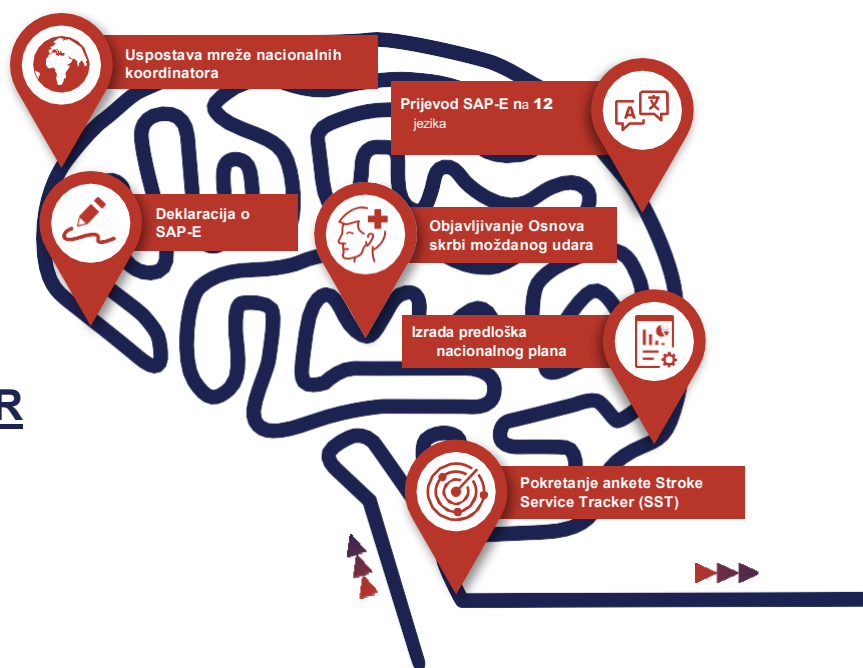 Uspostava mreže nacionalnih
koordinatora
Prijevod SAP-E na 12
jezika
A 文
Deklaracija o
SAP-E
Objavljivanje Osnova
skrbi moždanog udara
Izrada predloška
nacionalnog plana
R
Pokretanje ankete Stroke
Service Tracker (SST)